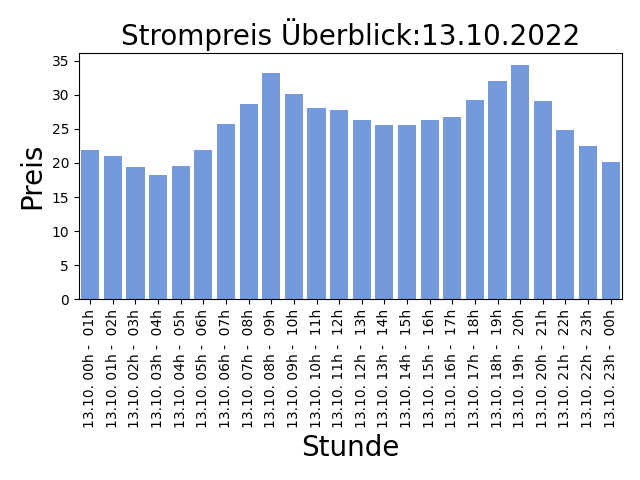 Strompreis Überblick:13.10.2022
Preis
35
30
25
20
15
10
5
0
13.10. 00h -   01h
13.10. 01h -   02h
13.10. 02h -   03h
13.10. 03h -   04h
13.10. 04h -   05h
13.10. 05h -   06h
13.10. 06h -   07h
13.10. 07h -   08h
13.10. 08h -   09h
13.10. 09h -   10h
13.10. 10h -   11h
13.10. 11h -   12h
13.10. 12h -   13h
13.10. 13h -   14h
13.10. 14h -   15h
13.10. 15h -   16h
13.10. 16h -   17h
13.10. 17h -   18h
13.10. 18h -   19h
13.10. 19h -   20h
13.10. 20h -   21h
13.10. 21h -   22h
13.10. 22h -   23h
13.10. 23h -   00h
Stunde